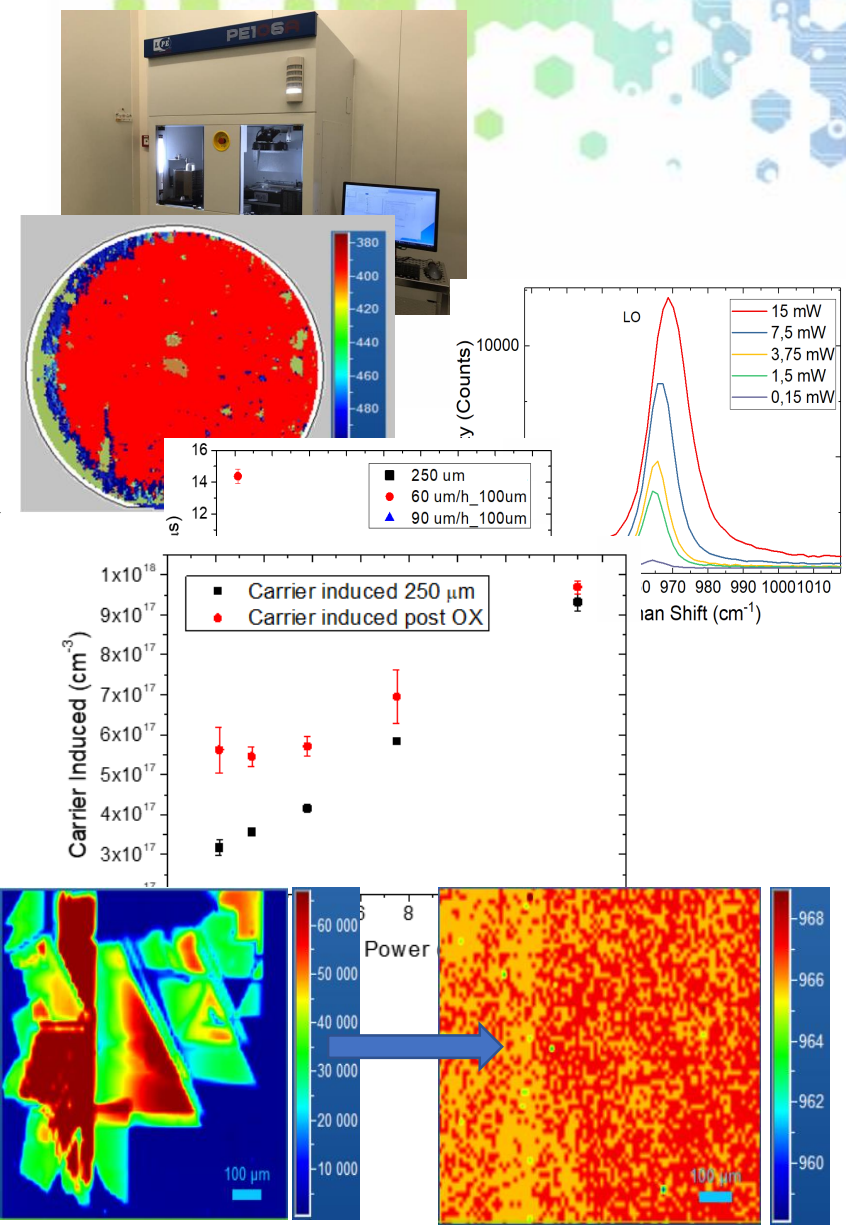 LPE PE106A
380
400
420
440
460
480
LO
10000
(Counts)
15 mW
7,5 mW
3,75 mW
1,5 mW
0,15 mW
970 980 990 1000 1010
Shift (cm-1)
16
14
12
250 um
60 um/h_100um
90 um/h_100um
Carrier Induced (cm-3)
1x10^18
9x10^17
8x10^17
7x10^17
6x10^17
5x10^17
4x10^17
3x10^17
Carrier induced 250 μm
Carrier induced post OX
8
Power (
60 000
50 000
40 000
30 000
20 000
10 000
100 μm
968
966
964
962
960
100 μm